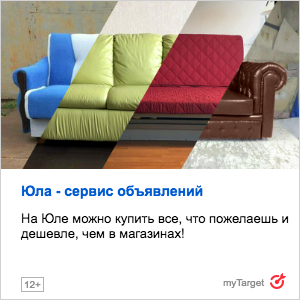 Юла - сервис объявлений
На Юле можно купить все, что пожелаешь и
дешевле, чем в магазинах!
12+
myTarget